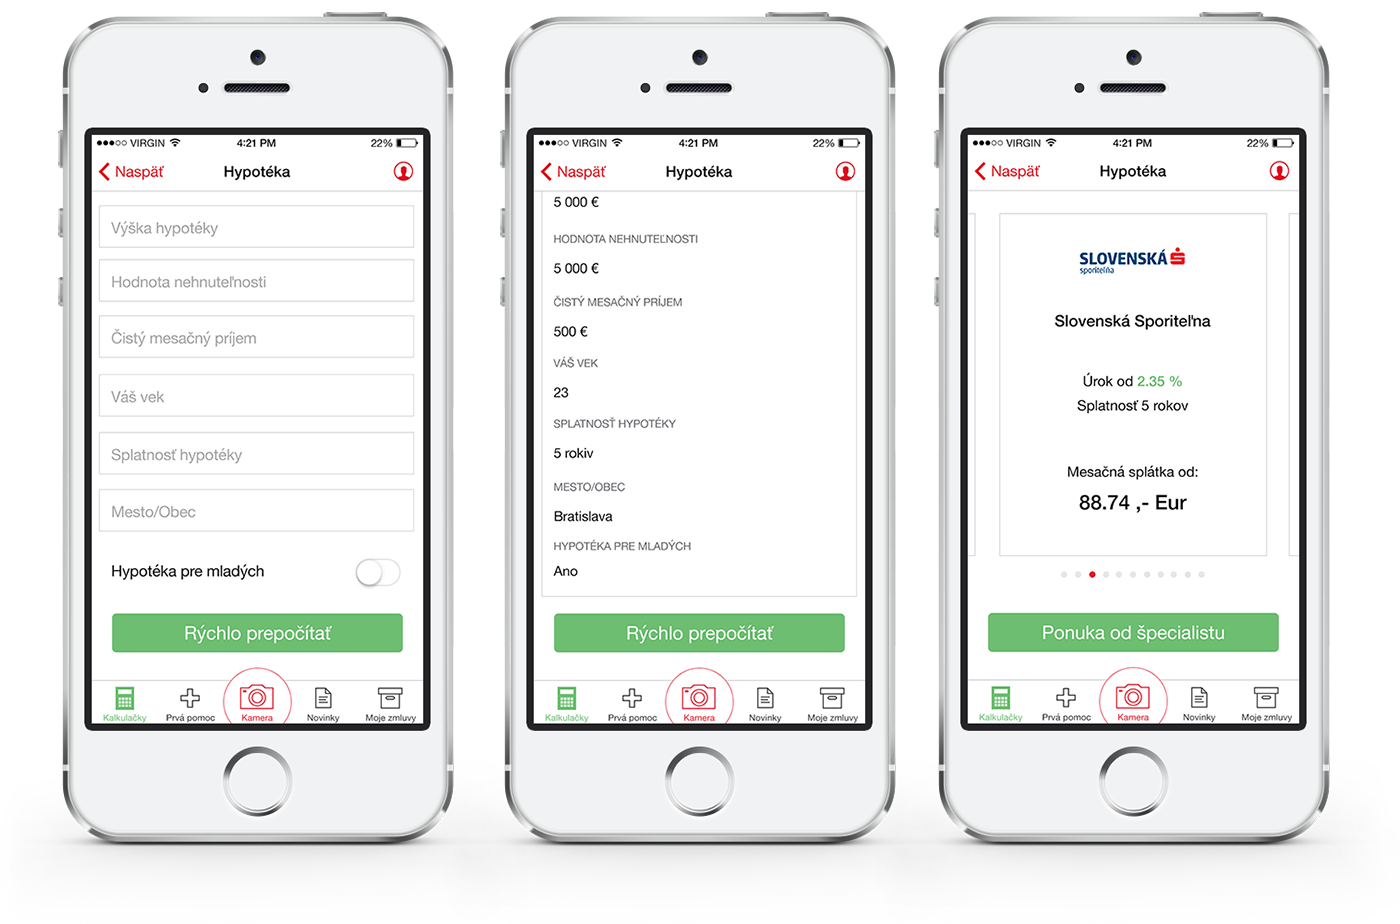 VIRGIN 4:21 PM 22%
Naspäť Hypotéka
Výška hypotéky
Hodnota nehnuteľnosti
Čistý mesačný príjem
Váš vek
Splatnosť hypotéky
Mesto/Obec
Hypotéka pre mladých
Rýchlo prepočítať
Kalkulačky Prvá pomoc Kamera Novinky Moje zmluvy
VIRGIN 4:21 PM 22%
Naspäť Hypotéka
5 000 €
HODNOTA NEHNUTEĽNOSTI
5 000 €
ČISTÝ MESAČNÝ PRÍJEM
500 €
VÁŠ VEK
23
SPLATNOSŤ HYPOTÉKY
5 rokiv
MESTO/OBEC
Bratislava
HYPOTÉKA PRE MLADÝCH
Ano
Rýchlo prepočítať
Kalkulačky Prvá pomoc Kamera Novinky Moje zmluvy
VIRGIN 4:21 PM 22%
Naspäť Hypotéka
SLOVENSKÁ
sporiteľňa
Slovenská Sporiteľna
Úrok od 2.35 %
Splatnosť 5 rokov
Mesačná splátka od:
88.74 ,- Eur
Ponuka od špecialistu
Kalkulačky Prvá pomoc Kamera Novinky Moje zmluvy